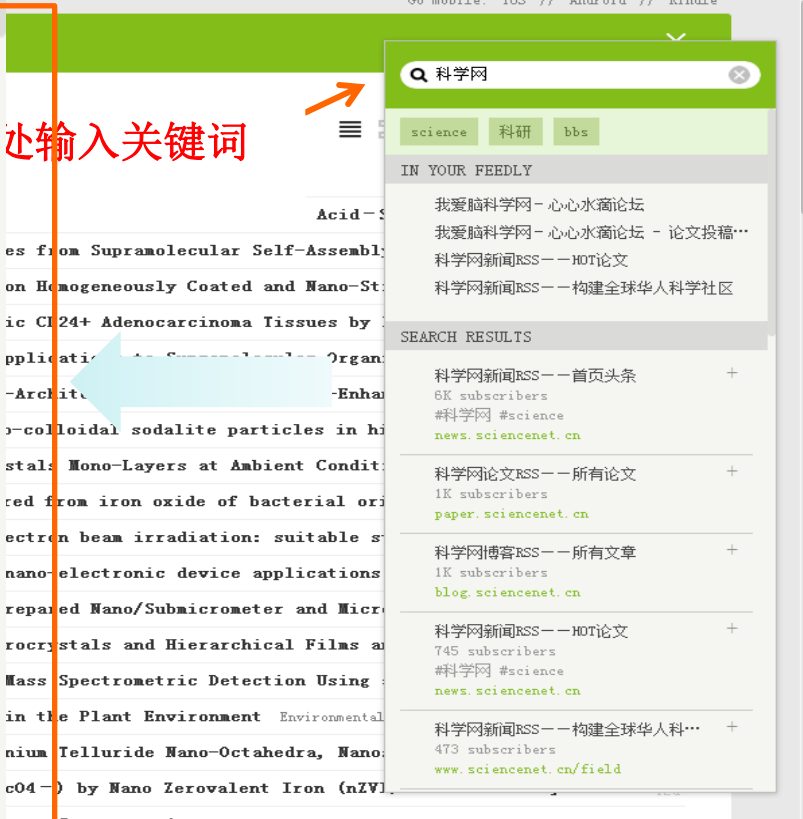 Go mobile: iOS // Android // Kindle
科学网
处输入关键词
science 科研 bbs
IN YOUR FEEDLY
我爱脑科学网-心心水滴论坛
我爱脑科学网-心心水滴论坛 - 论文投稿…
科学网新闻RSS——HOT论文
科学网新闻RSS——构建全球华人科学社区
SEARCH RESULTS
科学网新闻RSS——首页头条 +
6K subscribers
#科学网 #science
news.sciencenet.cn
科学网论文RSS——所有论文 +
1K subscribers
paper.sciencenet.cn
科学网博客RSS——所有文章 +
1K subscribers
blog.sciencenet.cn
科学网新闻RSS——HOT论文 +
745 subscribers
#科学网 #science
news.sciencenet.cn
科学网新闻RSS——构建全球华人科… +
473 subscribers
www.sciencenet.cn/field
Acid-S
es from Supramolecular Self-Assembly
on Homogeneously Coated and Nano-St
ic CD24+ Adenocarcinoma Tissues by
pplicati Supramolecular Organi
-Archit -Enha
o-colloidal sodalite particles in hi
stals Mono-Layers at Ambient Conditi
red from iron oxide of bacterial ori
ectron beam irradiation: suitable s
nano-electronic device applications
repared Nano/Submicrometer and Micro
rocrystals and Hierarchical Films a
Mass Spectrometric Detection Using
in the Plant Environment Environmental
nium Telluride Nano-Octahedra, Nano
cO4-) by Nano Zerovalent Iron (nZVI